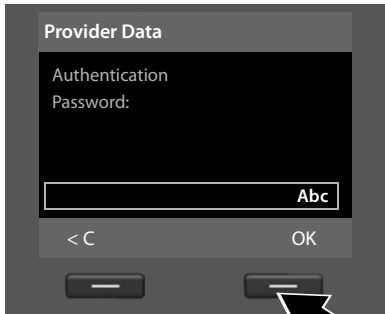 Provider Data
Authentication
Password:
Abc
< C OK